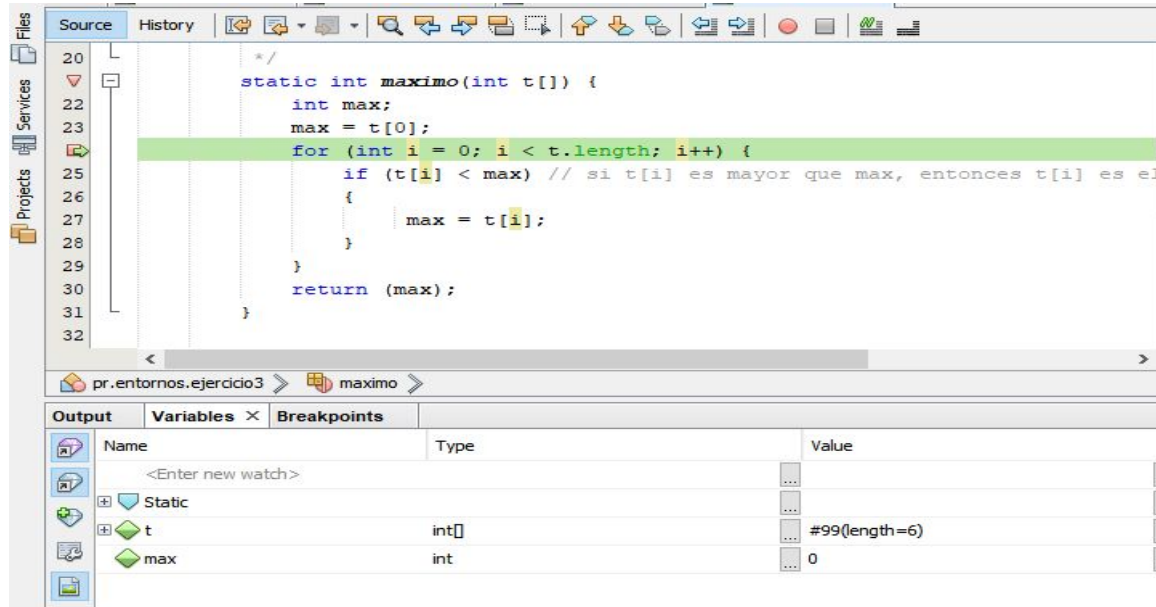 Files
Services
Projects
Source History
20 */
static int maximo(int t[]) {
22 int max;
23 max = t[0];
for (int i = 0; i < t.length; i++) {
25 if (t[i] < max) // si t[i] es mayor que max, entonces t[i] es el
26 {
27 max = t[i];
28 }
29 }
30 return (max);
31 }
32
pr.entornos.ejercicio3 maximo
Output Variables × Breakpoints
Name Type Value
<Enter new watch> ...
Static ...
t int[] ... #99(length=6)
max int ... 0